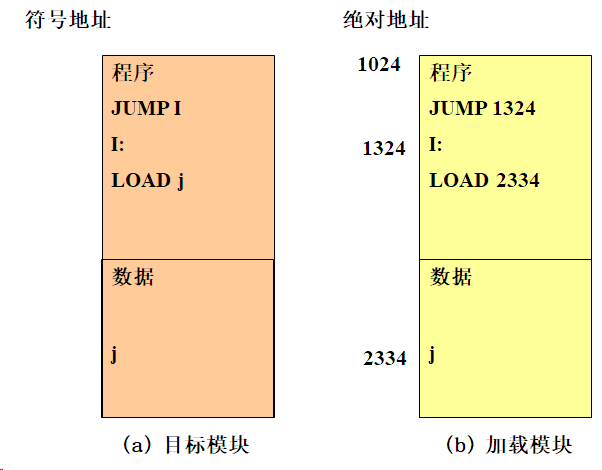 符号地址
程序
JUMP I
I:
LOAD j
数据
j
(a) 目标模块
绝对地址
1024
程序
JUMP 1324
1324
I:
LOAD 2334
数据
2334
j
(b) 加载模块